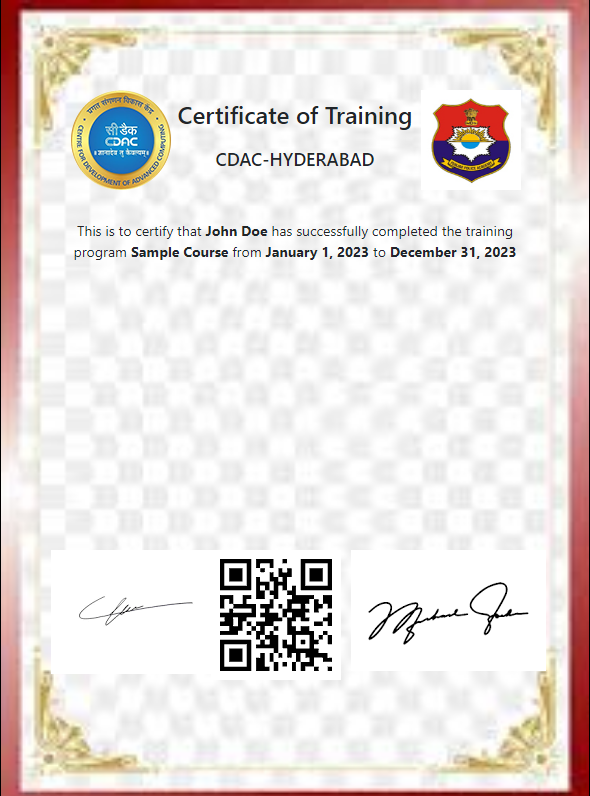 प्रगत संगणन विकास केंद्र
सी डैक
CDAC
॥ज्ञानादेव तु कैवल्यम्॥
CENTRE FOR DEVELOPMENT OF ADVANCED COMPUTING
Certificate of Training
CDAC-HYDERABAD
This is to certify that John Doe has successfully completed the training
program Sample Course from January 1, 2023 to December 31, 2023